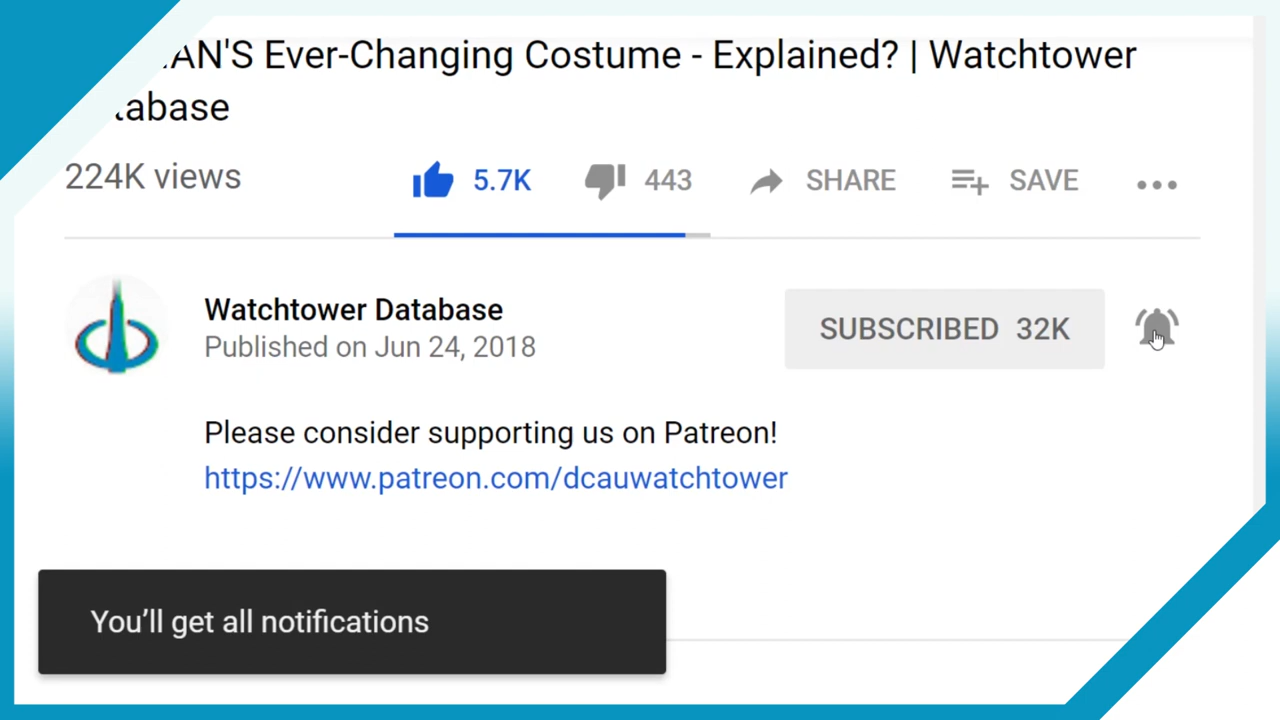 AN'S Ever-Changing Costume - Explained? | Watchtower
tabase
224K views
5.7K
443
SHARE
SAVE
Watchtower Database
Published on Jun 24, 2018
SUBSCRIBED 32K
Please consider supporting us on Patreon!
https://www.patreon.com/dcauwatchtower
You’ll get all notifications